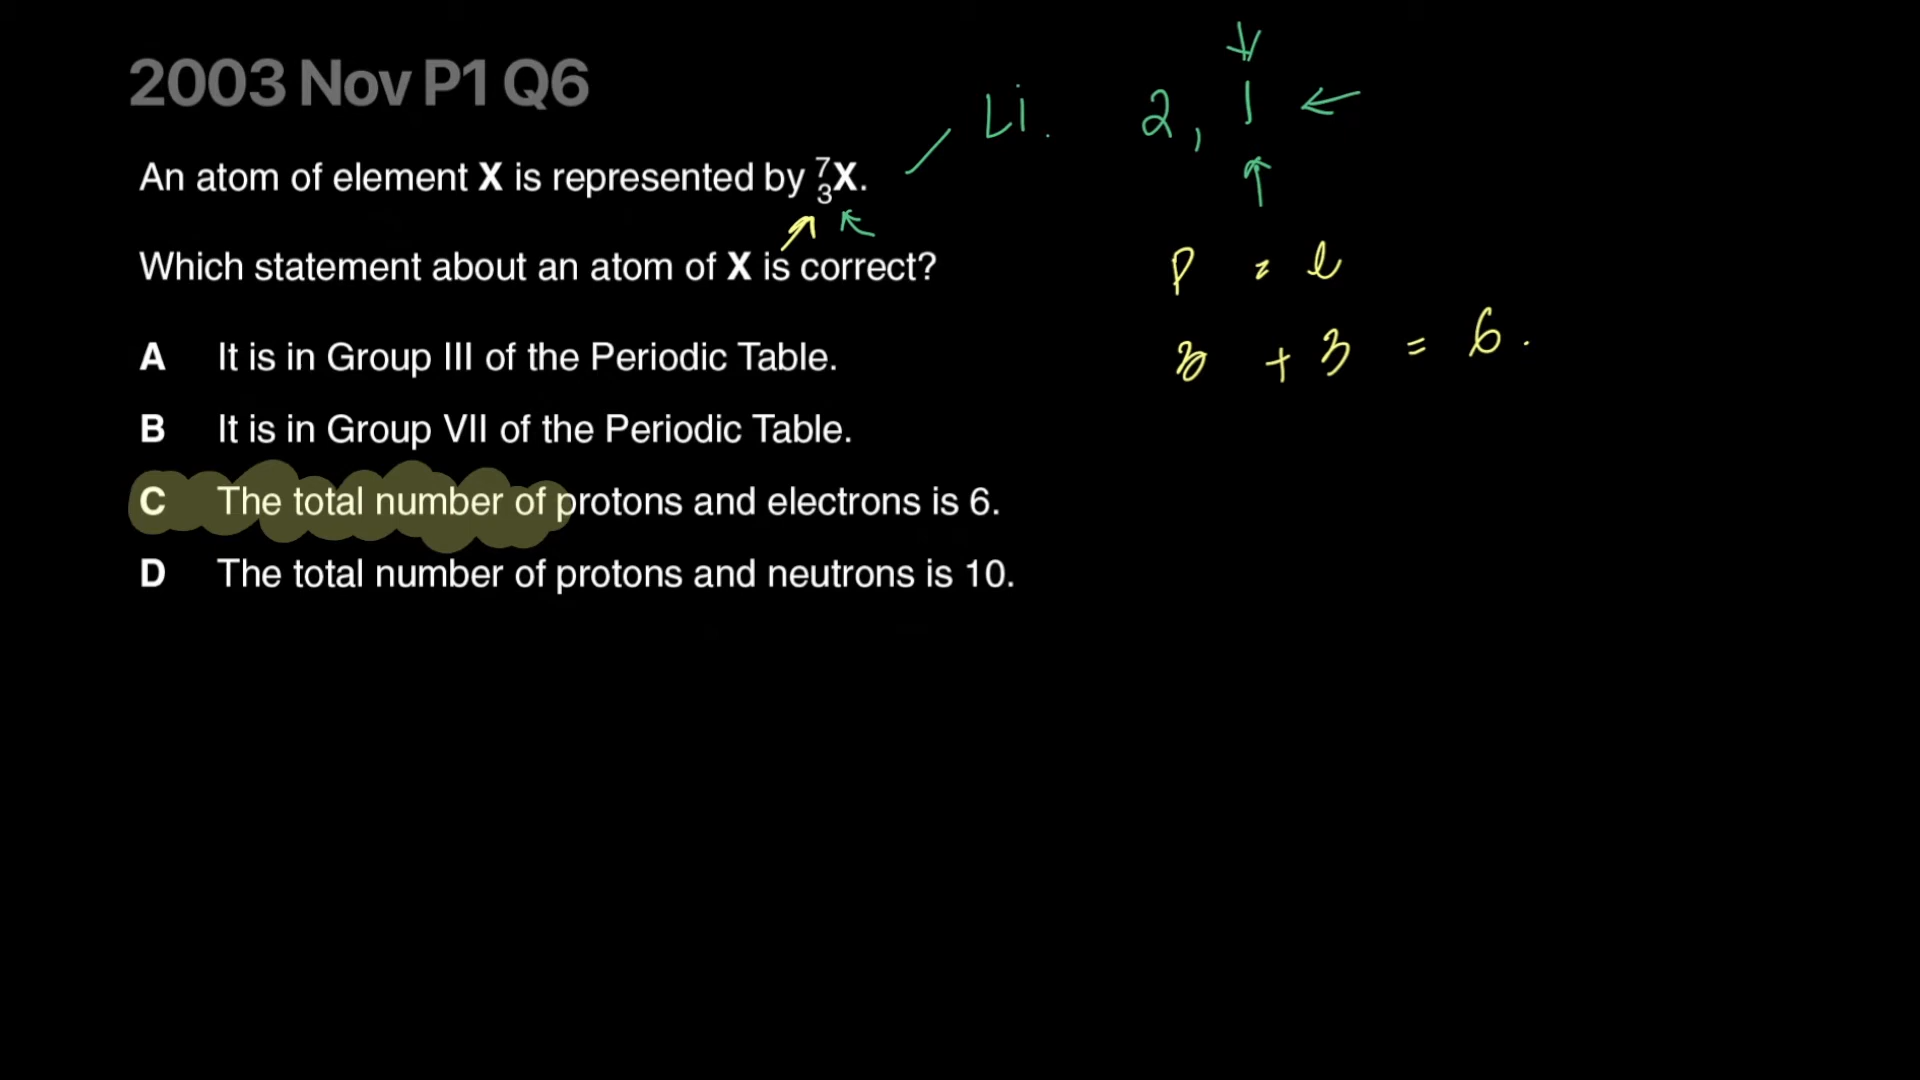 2003 Nov P1 Q6
Li. 2, 1
An atom of element X is represented by ⁷₃X.
Which statement about an atom of X is correct?
p = e
3 + 3 = 6.
A It is in Group III of the Periodic Table.
B It is in Group VII of the Periodic Table.
C The total number of protons and electrons is 6.
D The total number of protons and neutrons is 10.